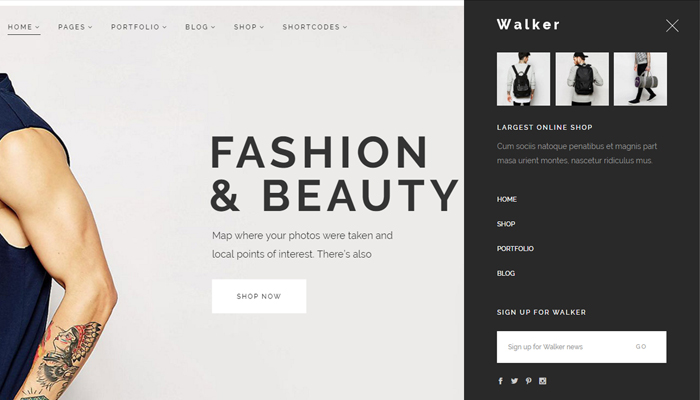 HOME PAGES PORTFOLIO BLOG SHOP SHORTCODES
FASHION
& BEAUTY
Map where your photos were taken and
local points of interest. There's also
SHOP NOW
Walker
LARGEST ONLINE SHOP
Cum sociis natoque penatibus et magnis part
masa urient montes, nascetur ridiculus mus.
HOME
SHOP
PORTFOLIO
BLOG
SIGN UP FOR WALKER
Sign up for Walker news GO